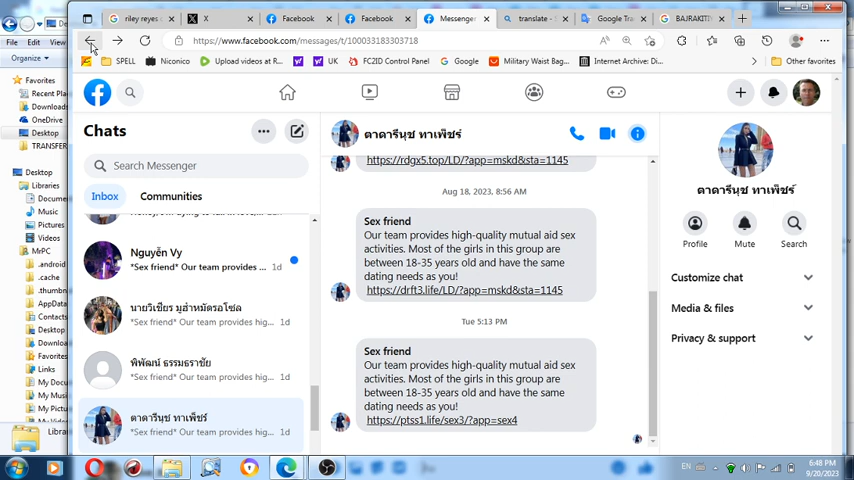 riley reyes
X
Facebook
Facebook
Messenger
translate -
Google Tra
BAJRAKITIY
https://www.facebook.com/messages/t/100033183303718
SPELL
Niconico
Upload videos at R...
UW
UK
FC2ID Control Panel
Google
Military Waist Bag...
Internet Archive: Di...
Other favorites
File
Edit
Organize
Favorites
Recent Plac
Downloads
OneDrive
Desktop
TRANSFER
Desktop
Libraries
Docume
Music
Pictures
Videos
MrPC
.android
.cache
.thumbn
AppData
Contacts
Desktop
Downloa
Favorites
Links
My Docu
My Mus
My Pictu
Librar
Chats
Search Messenger
Inbox
Communities
Nguyễn Vy
*Sex friend* Our team provides ...
1d
นายวิเชียร มูฮำหมัดรอโซล
*Sex friend* Our team provides hig...
1d
พิพัฒน์ ธรรมธราชัย
*Sex friend* Our team provides hig...
1d
ดาดารีนุช ทาเพ็ชร์
*Sex friend* Our team provides hig...
1d
ดาดารีนุช ทาเพ็ชร์
https://rdgx5.top/LD/?app=mskd&sta=1145
Aug 18, 2023, 8:56 AM
Sex friend
Our team provides high-quality mutual aid sex
activities. Most of the girls in this group are
between 18-35 years old and have the same
dating needs as you!
https://drft3.life/LD/?app=mskd&sta=1145
Tue 5:13 PM
Sex friend
Our team provides high-quality mutual aid sex
activities. Most of the girls in this group are
between 18-35 years old and have the same
dating needs as you!
https://ptss1.life/sex3/?app=sex4
ดาดารีนุช ทาเพ็ชร์
Profile
Mute
Search
Customize chat
Media & files
Privacy & support
EN
6:48 PM
9/20/2023